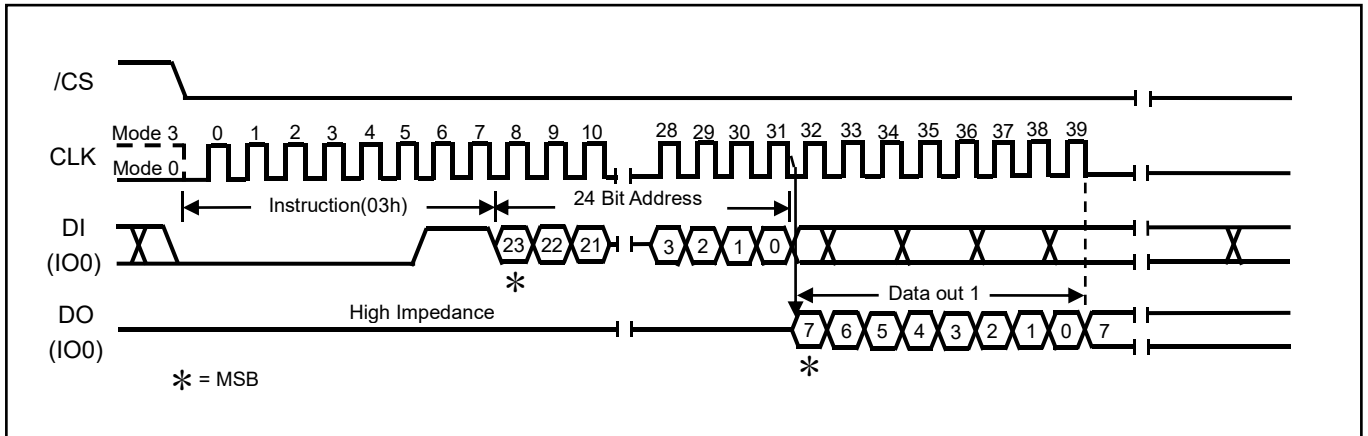 /CS
Mode 3
0 1 2 3 4 5 6 7 8 9 10 28 29 30 31 32 33 34 35 36 37 38 39
CLK
Mode 0
Instruction(03h)
24 Bit Address
DI
(IO0)
23 22 21 3 2 1 0
*
Data out 1
DO
(IO0)
High Impedance
7 6 5 4 3 2 1 0 7
*
* = MSB